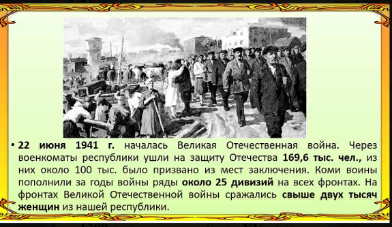 • 22 июня 1941 г. началась Великая Отечественная война. Через
военкоматы республики ушли на защиту Отечества 169,6 тыс. чел., из
них около 100 тыс. было призвано из мест заключения. Коми воины
пополнили за годы войны ряды около 25 дивизий на всех фронтах. На
фронтах Великой Отечественной войны сражались свыше двух тысяч
женщин из нашей республики.